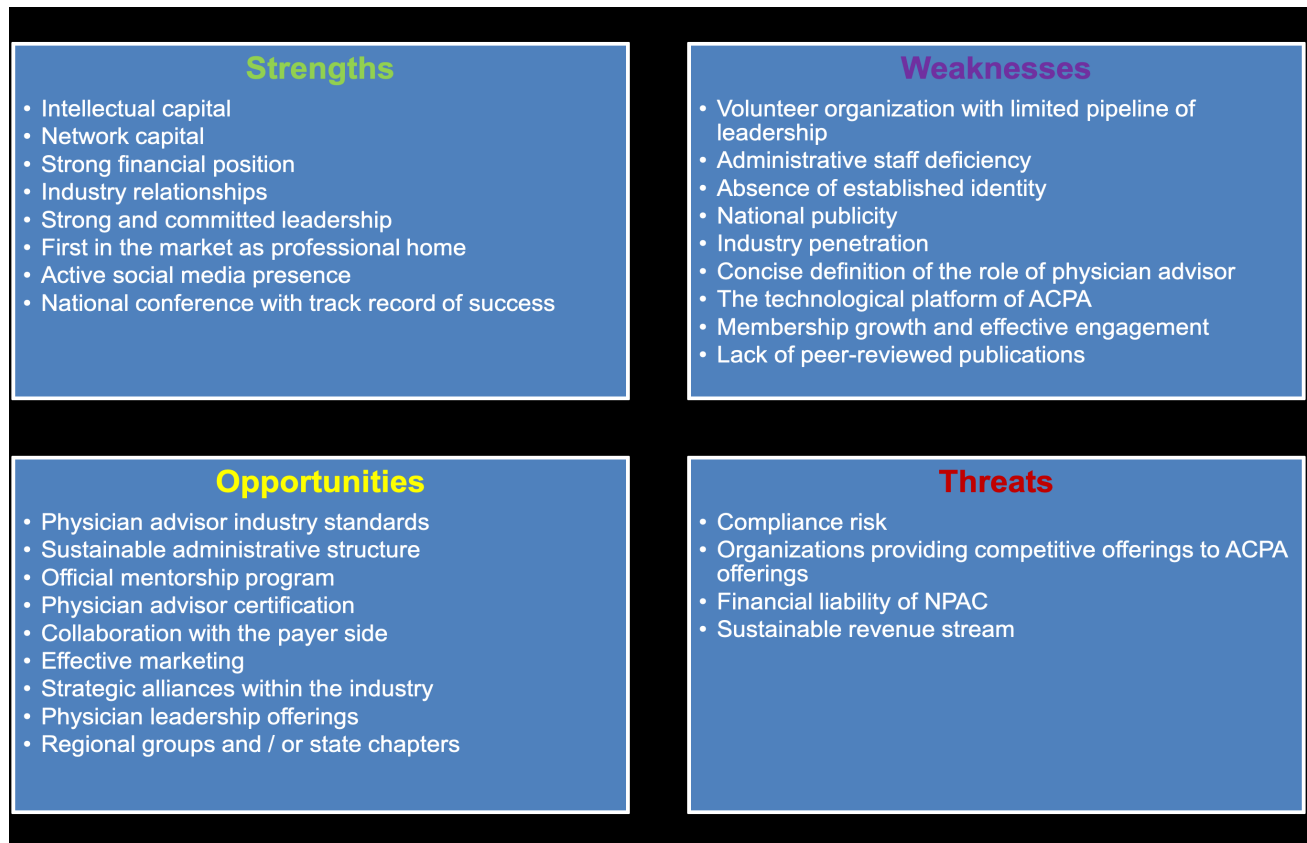 Strengths
• Intellectual capital
• Network capital
• Strong financial position
• Industry relationships
• Strong and committed leadership
• First in the market as professional home
• Active social media presence
• National conference with track record of success
Weaknesses
• Volunteer organization with limited pipeline of
leadership
• Administrative staff deficiency
• Absence of established identity
• National publicity
• Industry penetration
• Concise definition of the role of physician advisor
• The technological platform of ACPA
• Membership growth and effective engagement
• Lack of peer-reviewed publications
Opportunities
• Physician advisor industry standards
• Sustainable administrative structure
• Official mentorship program
• Physician advisor certification
• Collaboration with the payer side
• Effective marketing
• Strategic alliances within the industry
• Physician leadership offerings
• Regional groups and / or state chapters
Threats
• Compliance risk
• Organizations providing competitive offerings to ACPA
offerings
• Financial liability of NPAC
• Sustainable revenue stream